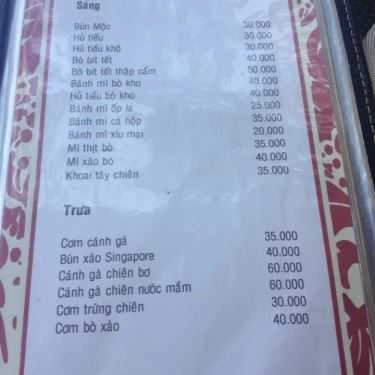 Sáng
Bún Mộc 30.000
Hủ tiếu 30.000
Hủ tiếu khô 30.000
Bò bít tết 40.000
Bò bít tết thập cẩm 50.000
Bánh mì bò kho 40.000
Hủ tiếu bò kho 40.000
Bánh mì ốp la 25.000
Bánh mì cá hộp 35.000
Bánh mì xíu mại 20,000
Mì thịt bò 35.000
Mì xào bò 40.000
Khoai tây chiên 35.000
Trưa
Cơm cánh gà 35.000
Bún xào Singapore 40.000
Cánh gà chiên bơ 60.000
Cánh gà chiên nước mắm 60.000
Cơm trứng chiên 30.000
Cơm bò xào 40.000